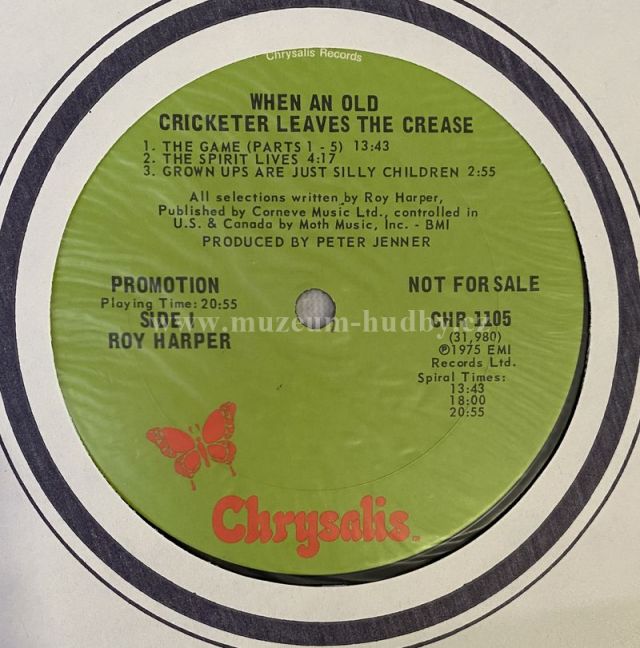 Chrysalis Records
WHEN AN OLD
CRICKETER LEAVES THE CREASE
1. THE GAME (PARTS 1 - 5) 13:43
2. THE SPIRIT LIVES 4:17
3. GROWN UPS ARE JUST SILLY CHILDREN 2:55
All selections written by Roy Harper,
Published by Corneve Music Ltd., controlled in
U.S. & Canada by Moth Music, Inc. - BMI
PRODUCED BY PETER JENNER
PROMOTION
Playing Time: 20:55
SIDE I
ROY HARPER
NOT FOR SALE
CHR 1105
(31,980)
℗1975 EMI
Records Ltd.
Spiral Times:
13:43
18:00
20:55
www.muzeum-hudby.cz
Chrysalis